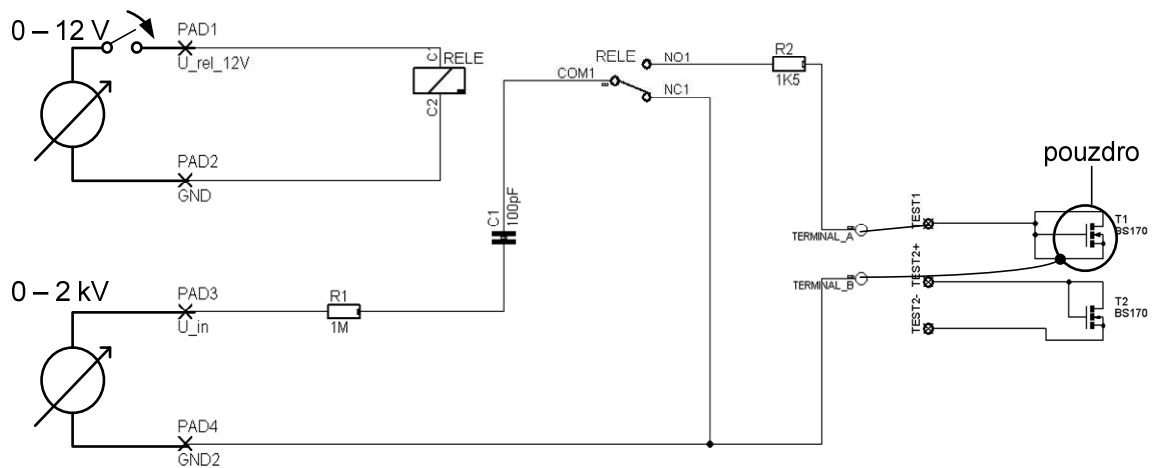 0 – 12 V
PAD1
U_rel_12V
C1
RELE
C2
PAD2
GND
RELE
COM1
NO1
NC1
R2
1K5
pouzdro
C1
100pF
TEST1
T1
BS170
TERMINAL_A
TEST2+
TERMINAL_B
TEST2-
T2
BS170
0 – 2 kV
PAD3
U_in
R1
1M
PAD4
GND2